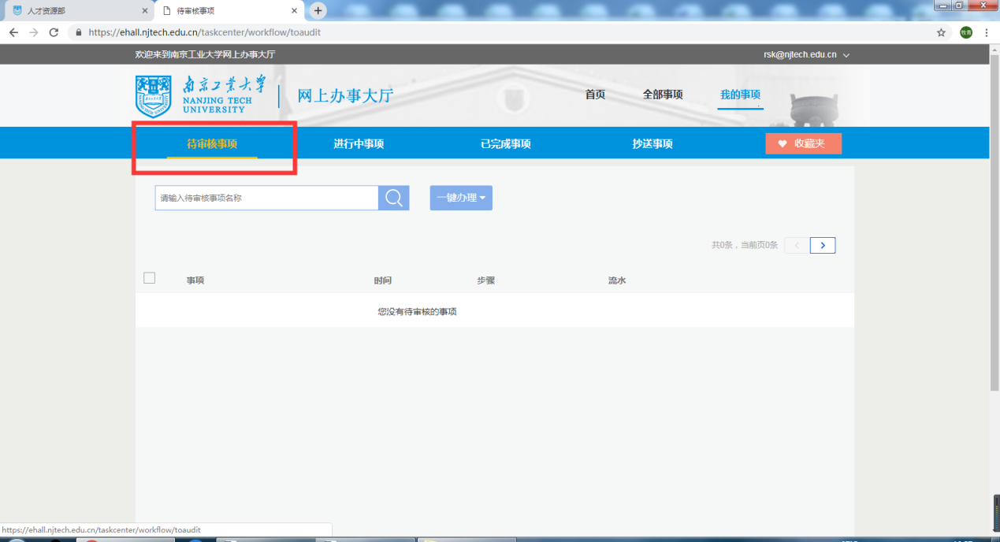 人才资源部
待审核事项
https://ehall.njtech.edu.cn/taskcenter/workflow/toaudit
牧青
欢迎来到南京工业大学网上办事大厅
rsk@njtech.edu.cn
南京工业大学
NANJING TECH
UNIVERSITY
网上办事大厅
首页
全部事项
我的事项
待审核事项
进行中事项
已完成事项
抄送事项
收藏夹
请输入待审核事项名称
一键办理
共0条，当前页0条
事项
时间
步骤
流水
您没有待审核的事项
https://ehall.njtech.edu.cn/taskcenter/workflow/toaudit